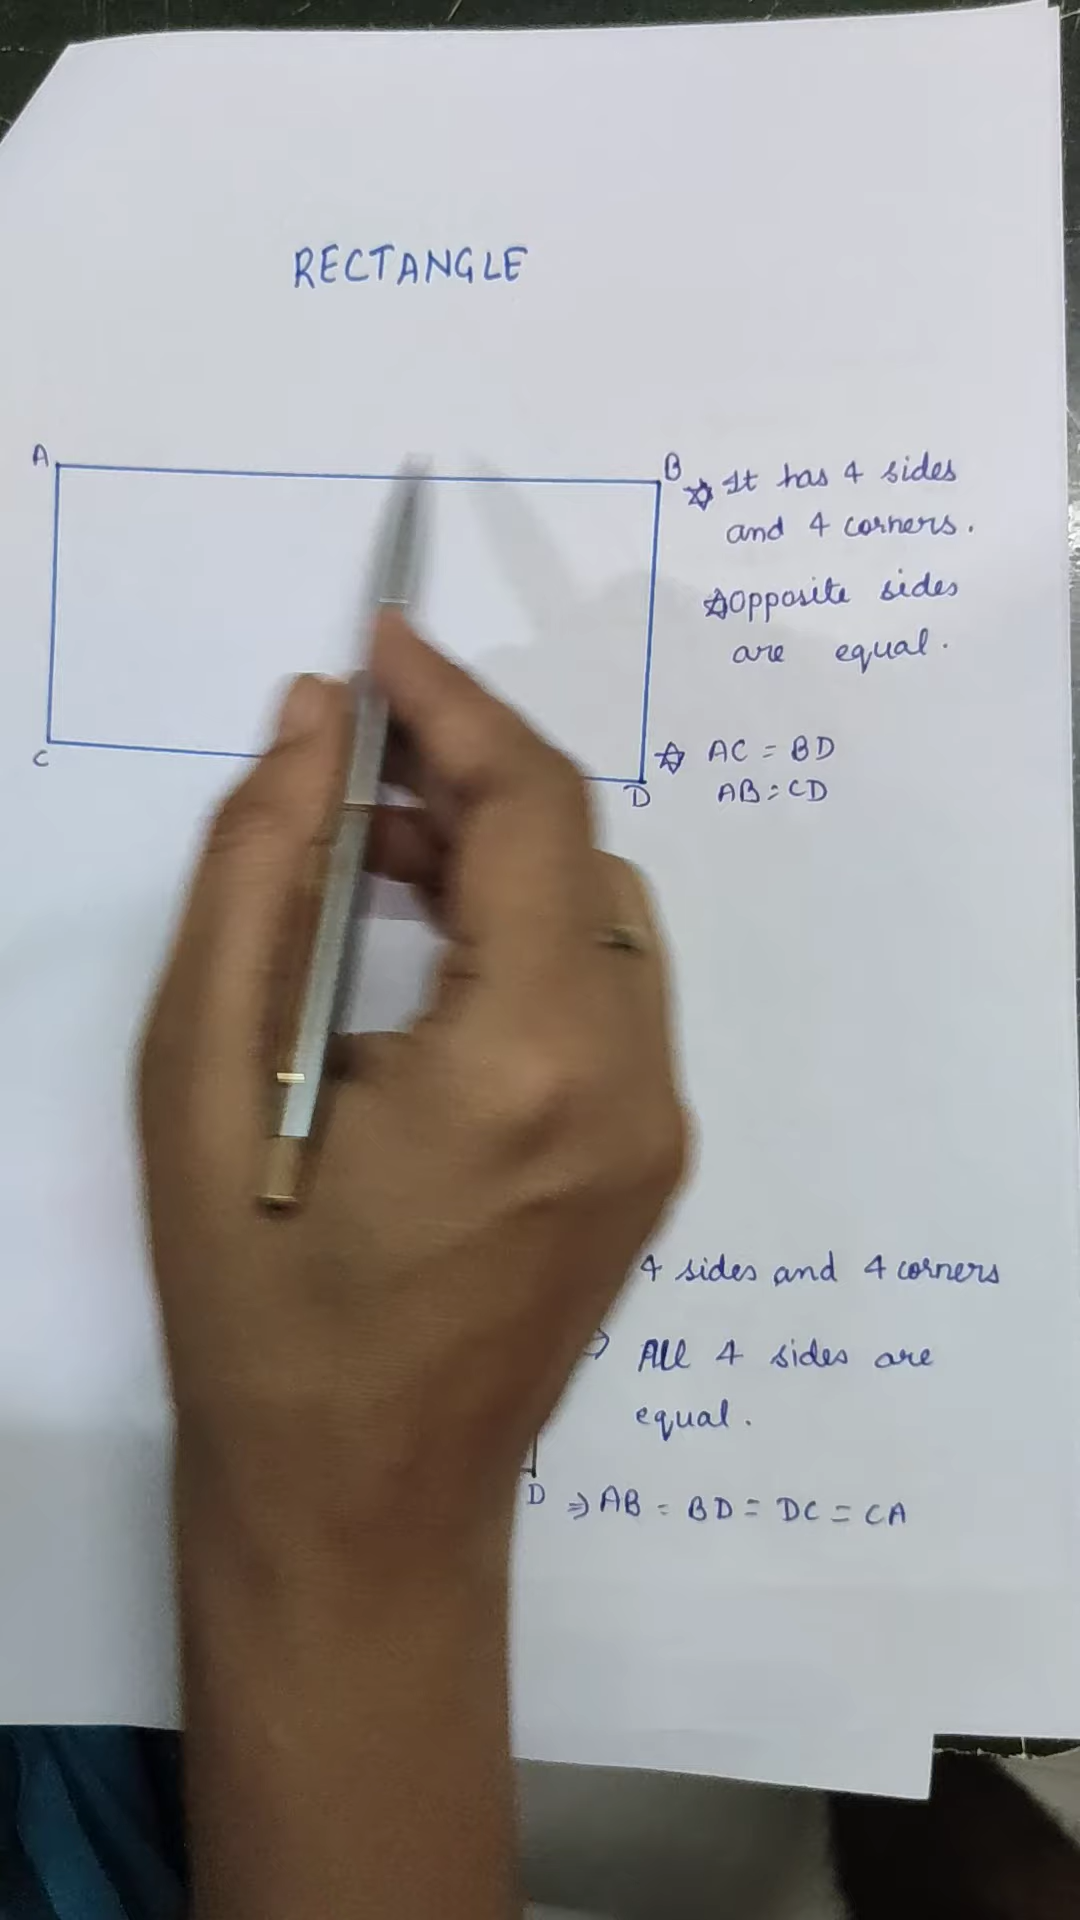 RECTANGLE
A
B
It has 4 sides
and 4 corners.
Opposite sides
are equal.
C
D
AC = BD
AB = CD
4 sides and 4 corners
⇒ All 4 sides are
equal.
D
⇒ AB = BD = DC = CA